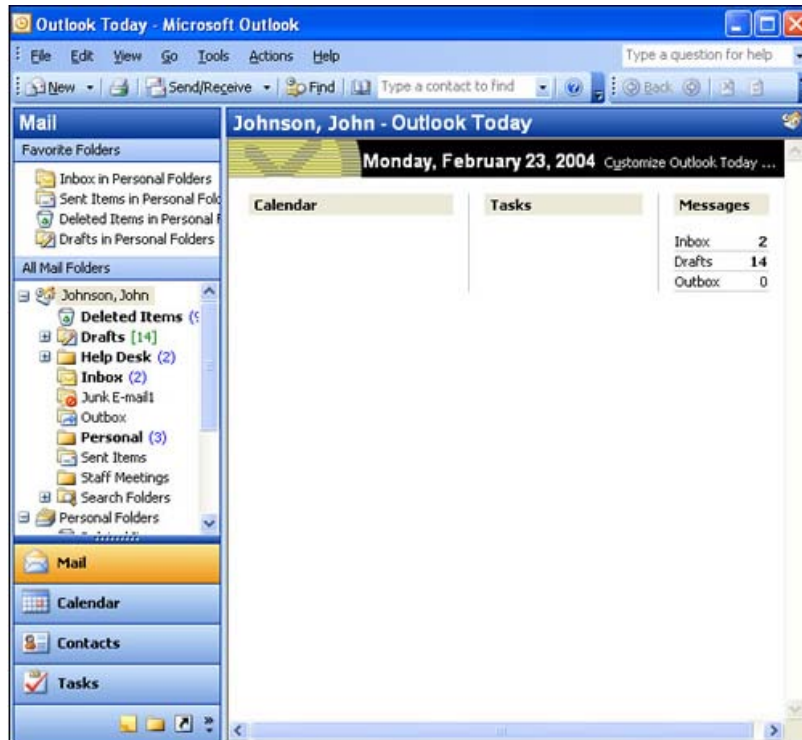 Outlook Today - Microsoft Outlook
File Edit View Go Tools Actions Help Type a question for help
New Send/Receive Find Type a contact to find Back
Mail
Johnson, John - Outlook Today
Favorite Folders
Monday, February 23, 2004 Customize Outlook Today ...
Inbox in Personal Folders
Sent Items in Personal Fold
Deleted Items in Personal F
Drafts in Personal Folders
Calendar Tasks Messages
Inbox 2
Drafts 14
Outbox 0
All Mail Folders
Johnson, John
Deleted Items (9
Drafts [14]
Help Desk (2)
Inbox (2)
Junk E-mail1
Outbox
Personal (3)
Sent Items
Staff Meetings
Search Folders
Personal Folders
Mail
Calendar
Contacts
Tasks